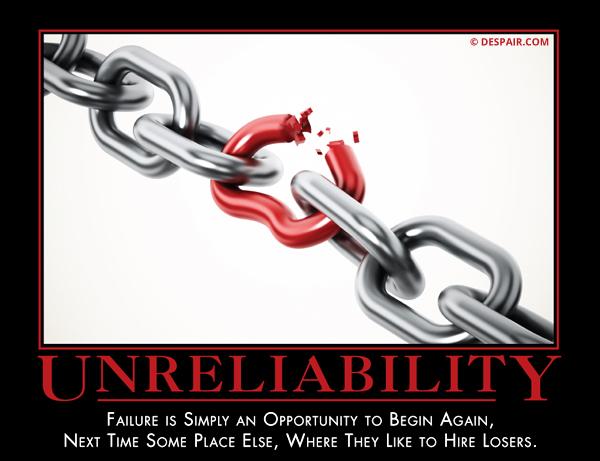 © DESPAIR.COM
UNRELIABILITY
FAILURE IS SIMPLY AN OPPORTUNITY TO BEGIN AGAIN,
NEXT TIME SOME PLACE ELSE, WHERE THEY LIKE TO HIRE LOSERS.